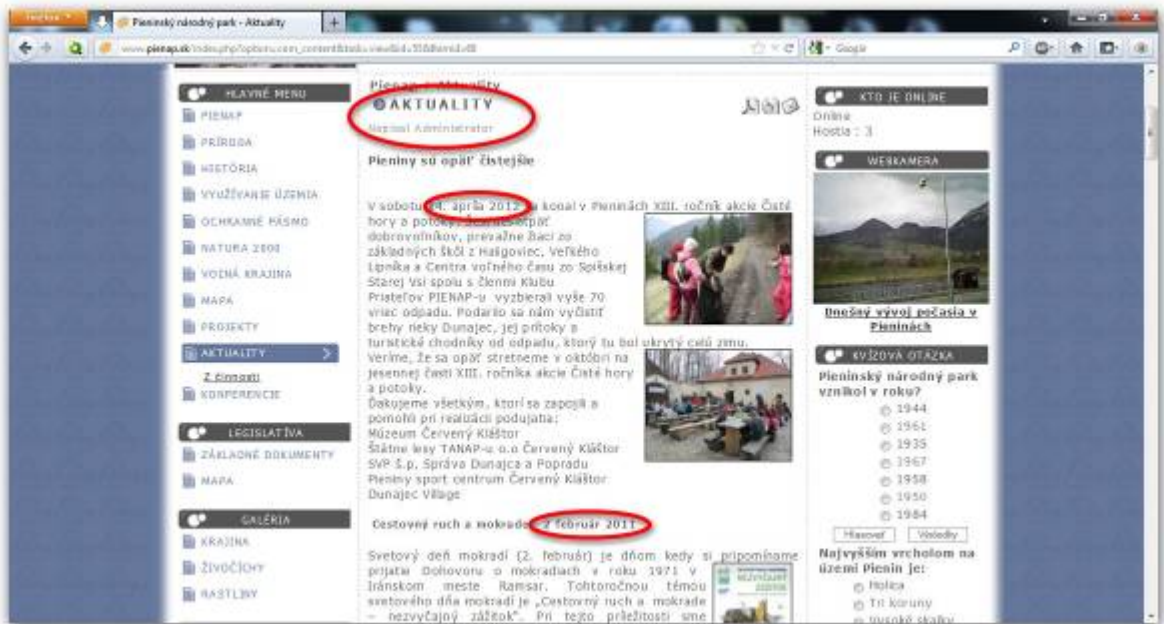 Pieninský národný park - Aktuality
Google
HLAVNÉ MENU
PIENAP
PRÍRODA
HISTÓRIA
VYUŽÍVANIE ÚZEMIA
OCHRANNÉ PÁSMO
NATURA 2000
VOĽNÁ KRAJINA
MAPA
PROJEKTY
AKTUALITY
Z činnosti
KONFERENCIE
LEGISLATÍVA
ZÁKLADNÉ DOKUMENTY
MAPA
GALÉRIA
KRAJINA
ŽIVOČÍCHY
RASTLINY
Pienap : Aktuality
AKTUALITY
Napísal Administrator
Pieniny sú opäť čistejšie
V sobotu 4. apríla 2012 sa konal v Pieninách XIII. ročník akcie Čisté
hory a potoky. opäť
dobrovoľníkov, prevažne žiaci zo
základných škôl z Haligoviec, Veľkého
Lipníka a Centra voľného času zo Spišskej
Starej Vsi spolu s členmi Klubu
Priateľov PIENAP-u vyzbierali vyše 70
vriec odpadu. Podarilo sa nám vyčistiť
brehy rieky Dunajec, jej prítoky a
turistické chodníky od odpadu, ktorý tu bol ukrytý celú zimu.
Veríme, že sa opäť stretneme v októbri na
jesennej časti XIII. ročníka akcie Čisté hory
a potoky.
Ďakujeme všetkým, ktorí sa zapojili a
pomohli pri realizácii podujatia:
Múzeum Červený Kláštor
Štátne lesy TANAP-u o.o Červený Kláštor
SVP š.p. Správa Dunajca a Popradu
Pieniny sport centrum Červený Kláštor
Dunajec Village
Cestovný ruch a mokrade 2 február 2011
Svetový deň mokradí (2. február) je dňom kedy si pripomíname
prijatie Dohovoru o mokradiach v roku 1971 v
Iránskom meste Ramsar. Tohtoročnou témou
svetového dňa mokradí je „Cestovný ruch a mokrade
– nezvyčajný zážitok“. Pri tejto príležitosti sme
KTO JE ONLINE
Online
Hostia : 3
WEBKAMERA
Dnešný vývoj počasia v
Pieninách
KVÍZOVÁ OTÁZKA
Pieninský národný park
vznikol v roku?
1944
1961
1935
1967
1958
1950
1984
Hlasovať Výsledky
Najvyšším vrcholom na
území Pienin je:
Holica
Tri koruny
Vysoké skalky